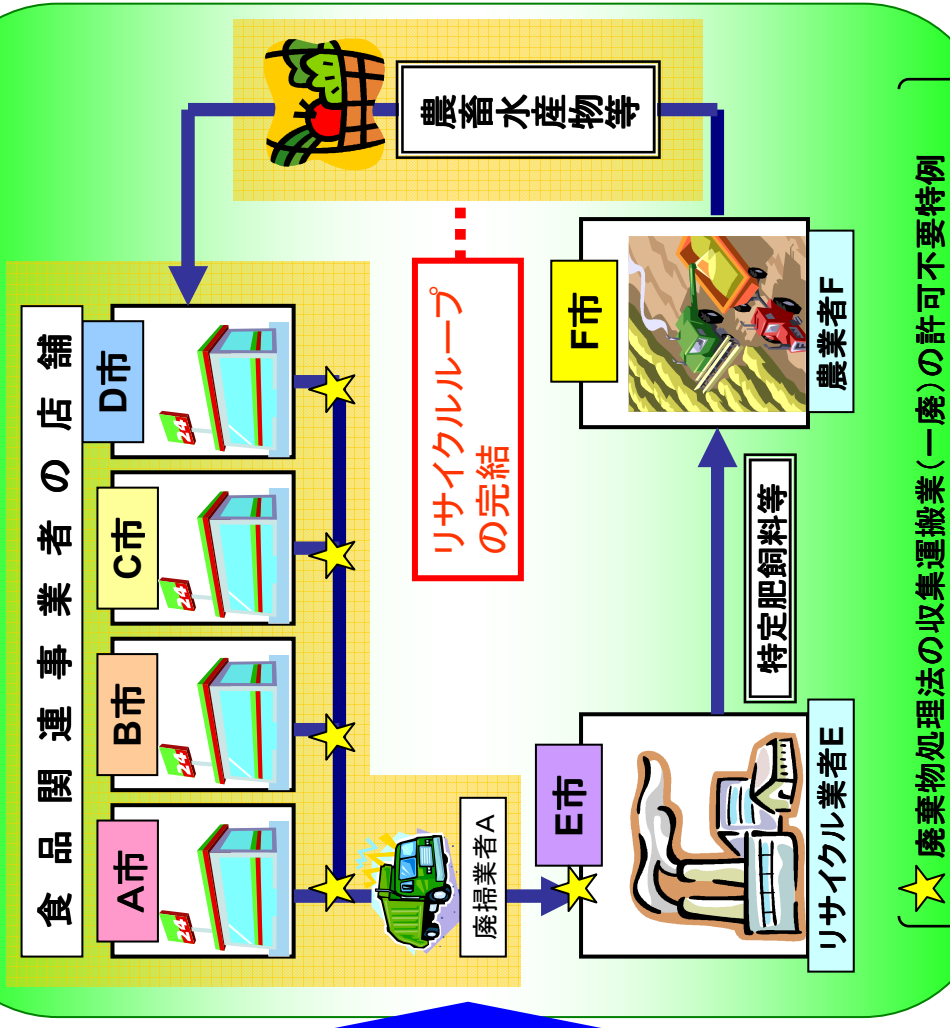 食品関連事業者の店舗
A市
B市
C市
D市
24
24
24
24
廃掃業者A
リサイクルループ
の完結
農畜水産物等
E市
F市
リサイクル業者E
特定肥飼料等
農業者F
廃棄物処理法の収集運搬業（一廃）の許可不要特例